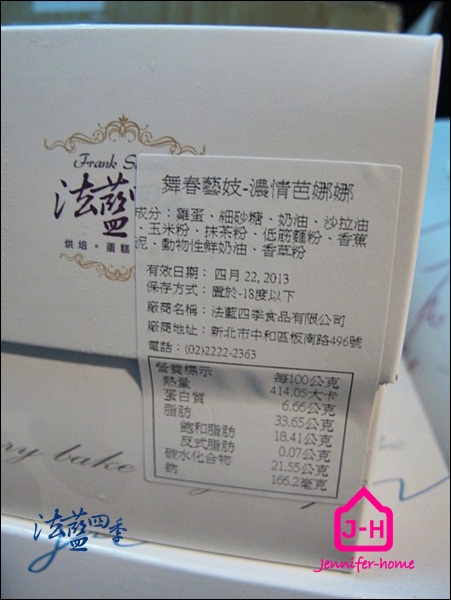 Frank S
法藍
烘培・蛋糕
舞春藝妓-濃情芭娜娜
成分：雞蛋、細砂糖、奶油、沙拉油
、玉米粉、抹茶粉、低筋麵粉、香蕉
泥、動物性鮮奶油、香草粉
有效日期： 四月 22, 2013
保存方式： 置於-18度以下
廠商名稱： 法藍四季食品有限公司
廠商地址： 新北市中和區板南路496號
電話： (02)2222-2363
營養標示 每100公克
熱量 414.05大卡
蛋白質 6.66公克
脂肪 33.65公克
飽和脂肪 18.41公克
反式脂肪 0.07公克
碳水化合物 21.55公克
鈉 166.2毫克
bake
法藍四季
J-H
Jennifer-home